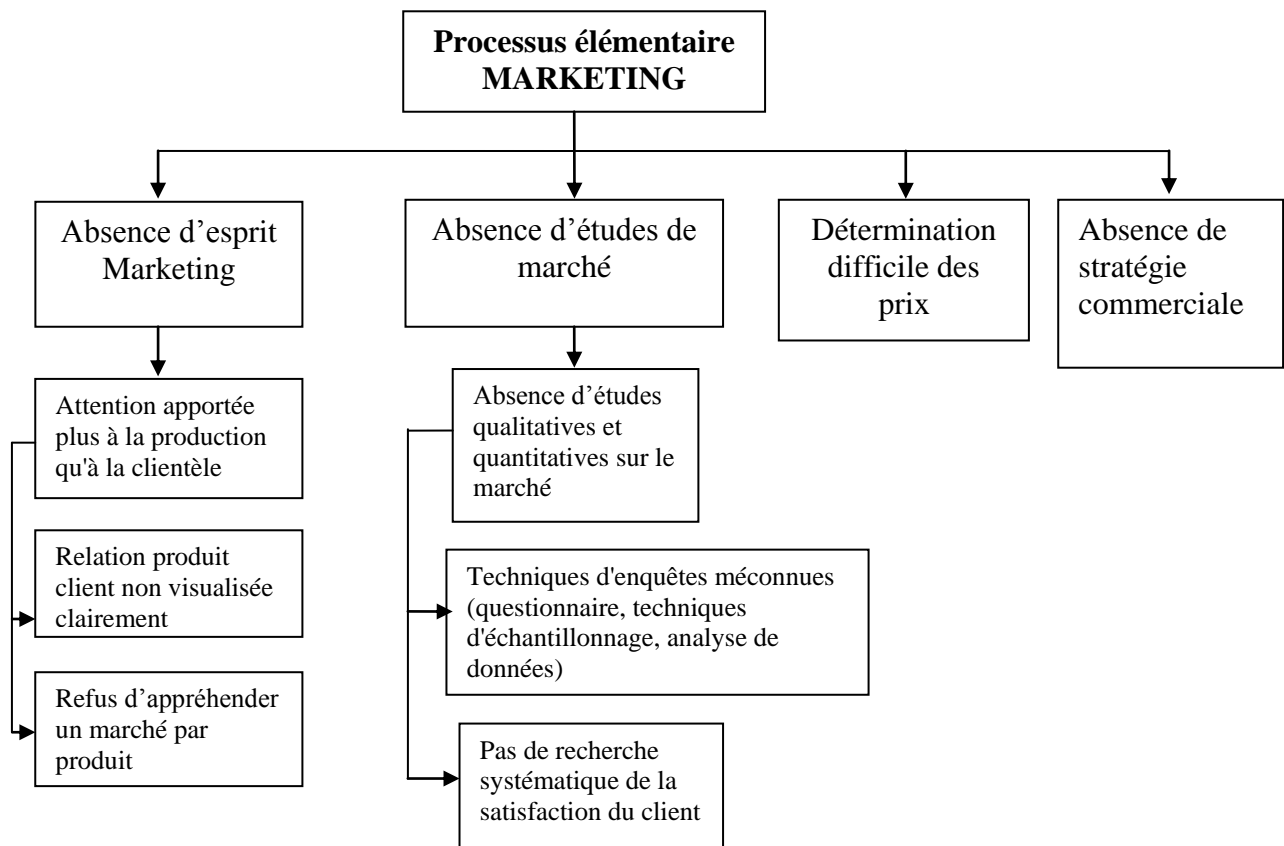 Processus élémentaire
MARKETING
Absence d’esprit
Marketing
Absence d’études de
marché
Détermination
difficile des
prix
Absence de
stratégie
commerciale
Attention apportée
plus à la production
qu'à la clientèle
Relation produit
client non visualisée
clairement
Refus d’appréhender
un marché par
produit
Absence d’études
qualitatives et
quantitatives sur le
marché
Techniques d'enquêtes méconnues
(questionnaire, techniques
d'échantillonnage, analyse de
données)
Pas de recherche
systématique de la
satisfaction du client